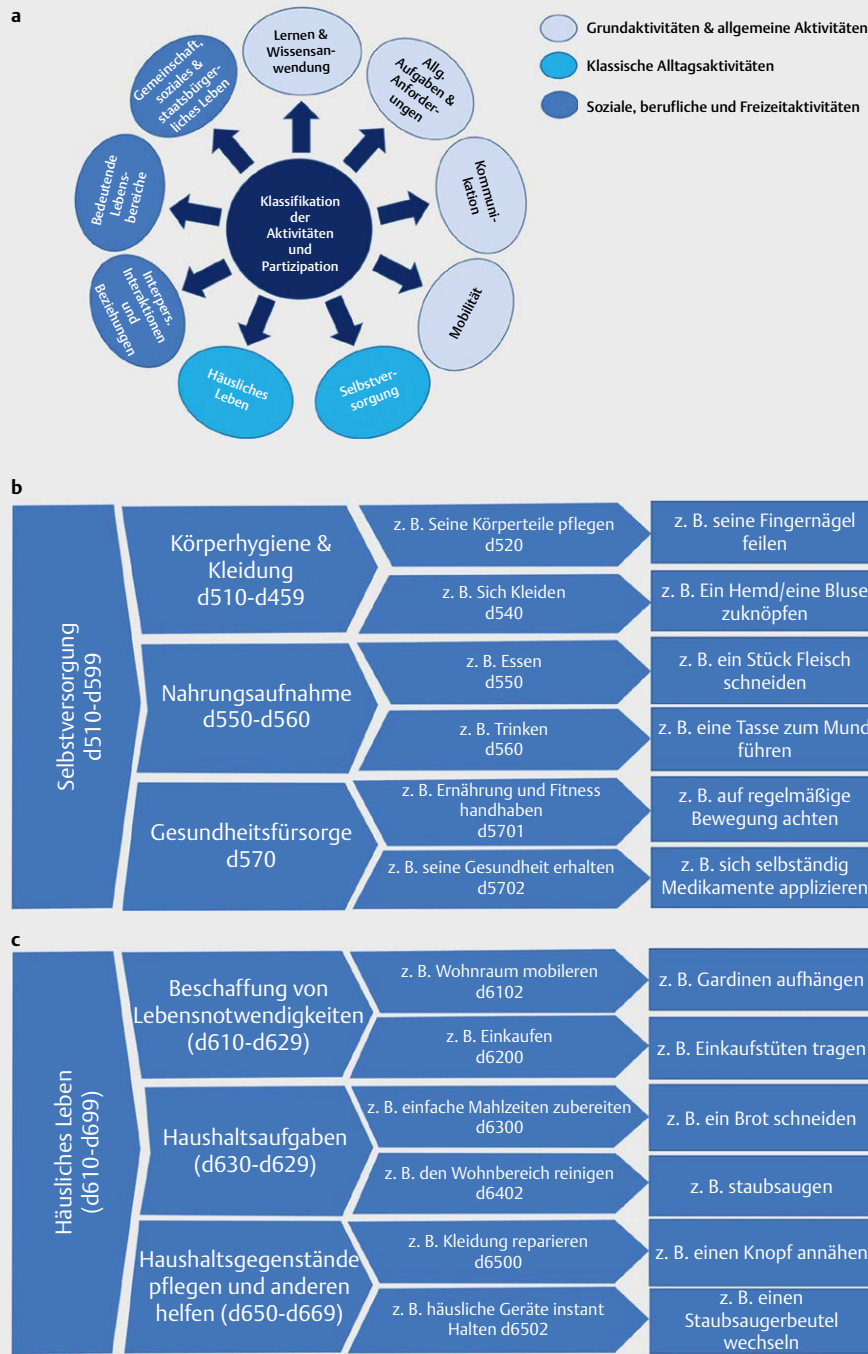 a
Lernen &
Wissensan-
wendung
Allg.
Aufgaben &
Anforder-
ungen
Kommuni-
kation
Mobilität
Selbstver-
sorgung
Häusliches
Leben
Interpers.
Interaktionen
und
Beziehungen
Bedeutende
Lebens-
bereiche
Gemeinschaft,
soziales &
staatsbürger-
liches Leben
Klassifikation
der
Aktivitäten
und
Partizipation
Grundaktivitäten & allgemeine Aktivitäten
Klassische Alltagsaktivitäten
Soziale, berufliche und Freizeitaktivitäten
b
Selbstversorgung
d510-d599
Körperhygiene &
Kleidung
d510-d459
z. B. Seine Körperteile pflegen
d520
z. B. seine Fingernägel
feilen
z. B. Sich Kleiden
d540
z. B. Ein Hemd/eine Bluse
zuknöpfen
Nahrungsaufnahme
d550-d560
z. B. Essen
d550
z. B. ein Stück Fleisch
schneiden
z. B. Trinken
d560
z. B. eine Tasse zum Mund
führen
Gesundheitsfürsorge
d570
z. B. Ernährung und Fitness
handhaben
d5701
z. B. auf regelmäßige
Bewegung achten
z. B. seine Gesundheit erhalten
d5702
z. B. sich selbständig
Medikamente applizieren
c
Häusliches Leben
(d610-d699)
Beschaffung von
Lebensnotwendigkeiten
(d610-d629)
z. B. Wohnraum mobileren
d6102
z. B. Gardinen aufhängen
z. B. Einkaufen
d6200
z. B. Einkaufstüten tragen
Haushaltsaufgaben
(d630-d629)
z. B. einfache Mahlzeiten zubereiten
d6300
z. B. ein Brot schneiden
z. B. den Wohnbereich reinigen
d6402
z. B. staubsaugen
Haushaltsgegenstände
pflegen und anderen
helfen (d650-d669)
z. B. Kleidung reparieren
d6500
z. B. einen Knopf annähen
z. B. häusliche Geräte instant
Halten d6502
z. B. einen
Staubsaugerbeutel
wechseln